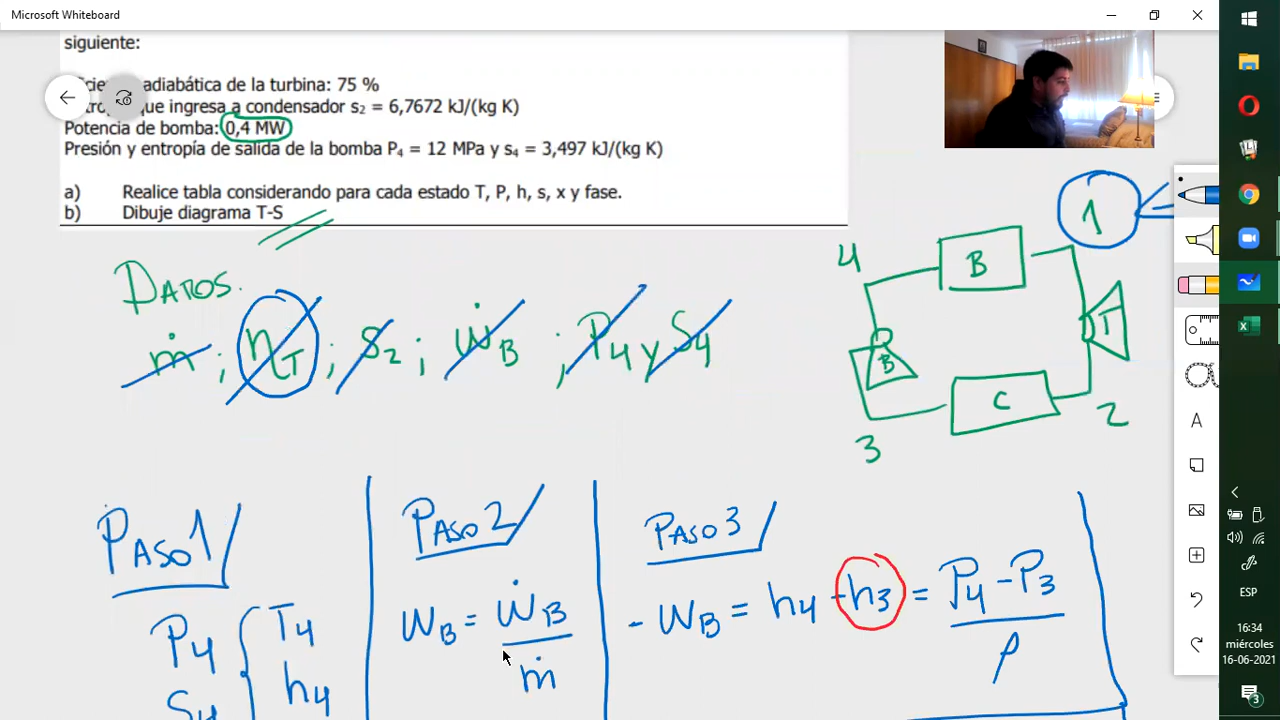 Microsoft Whiteboard
siguiente:
adiabática de la turbina: 75 %
que ingresa a condensador s₂ = 6,7672 kJ/(kg K)
Potencia de bomba: 0,4 MW
Presión y entropía de salida de la bomba P₄ = 12 MPa y s₄ = 3,497 kJ/(kg K)
a) Realice tabla considerando para cada estado T, P, h, s, x y fase.
b) Dibuje diagrama T-S
DATOS.
ṁ ; ηT ; S2 ; ẆB ; P4 y S4
1
4
B
T
B
C
3
2
PASO 1
P4
S4
T4
h4
PASO 2
WB = ẆB / ṁ
PASO 3
- WB = h4 - h3 = P4 - P3 / ρ
A
ESP
16:34
miércoles
16-06-2021
3